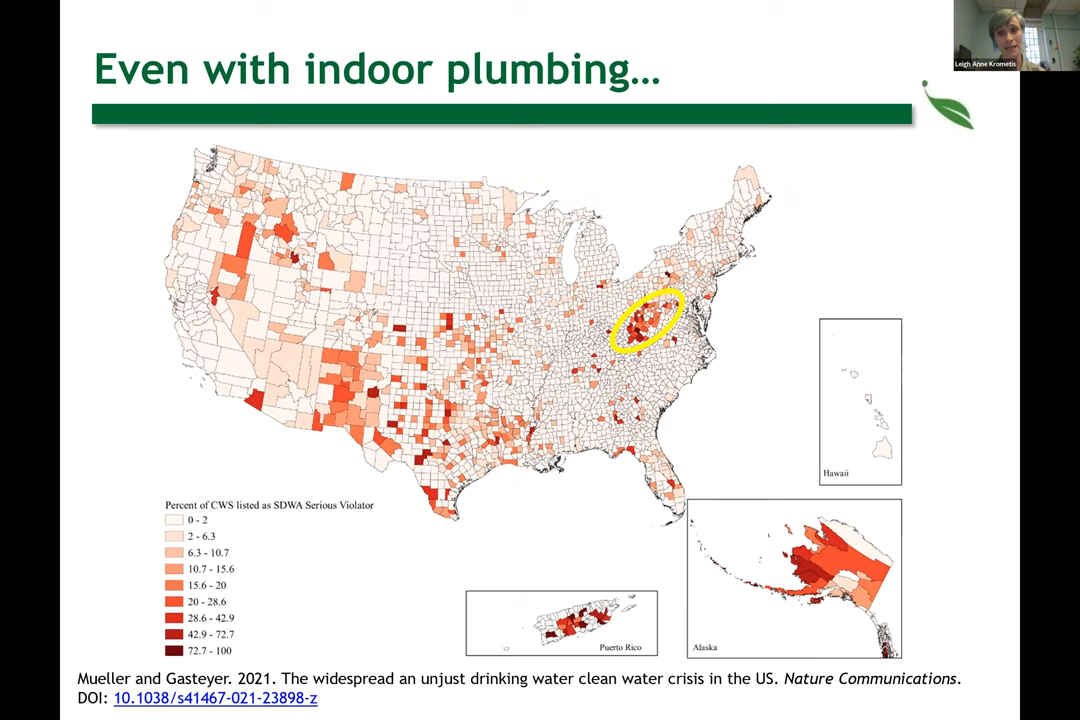 Leigh Anne Krometis
Even with indoor plumbing...
Hawaii
Percent of CWS listed as SDWA Serious Violator
0 - 2
2 - 6.3
6.3 - 10.7
10.7 - 15.6
15.6 - 20
20 - 28.6
28.6 - 42.9
42.9 - 72.7
72.7 - 100
Puerto Rico
Alaska
Mueller and Gasteyer. 2021. The widespread an unjust drinking water clean water crisis in the US. Nature Communications.
DOI: 10.1038/s41467-021-23898-z